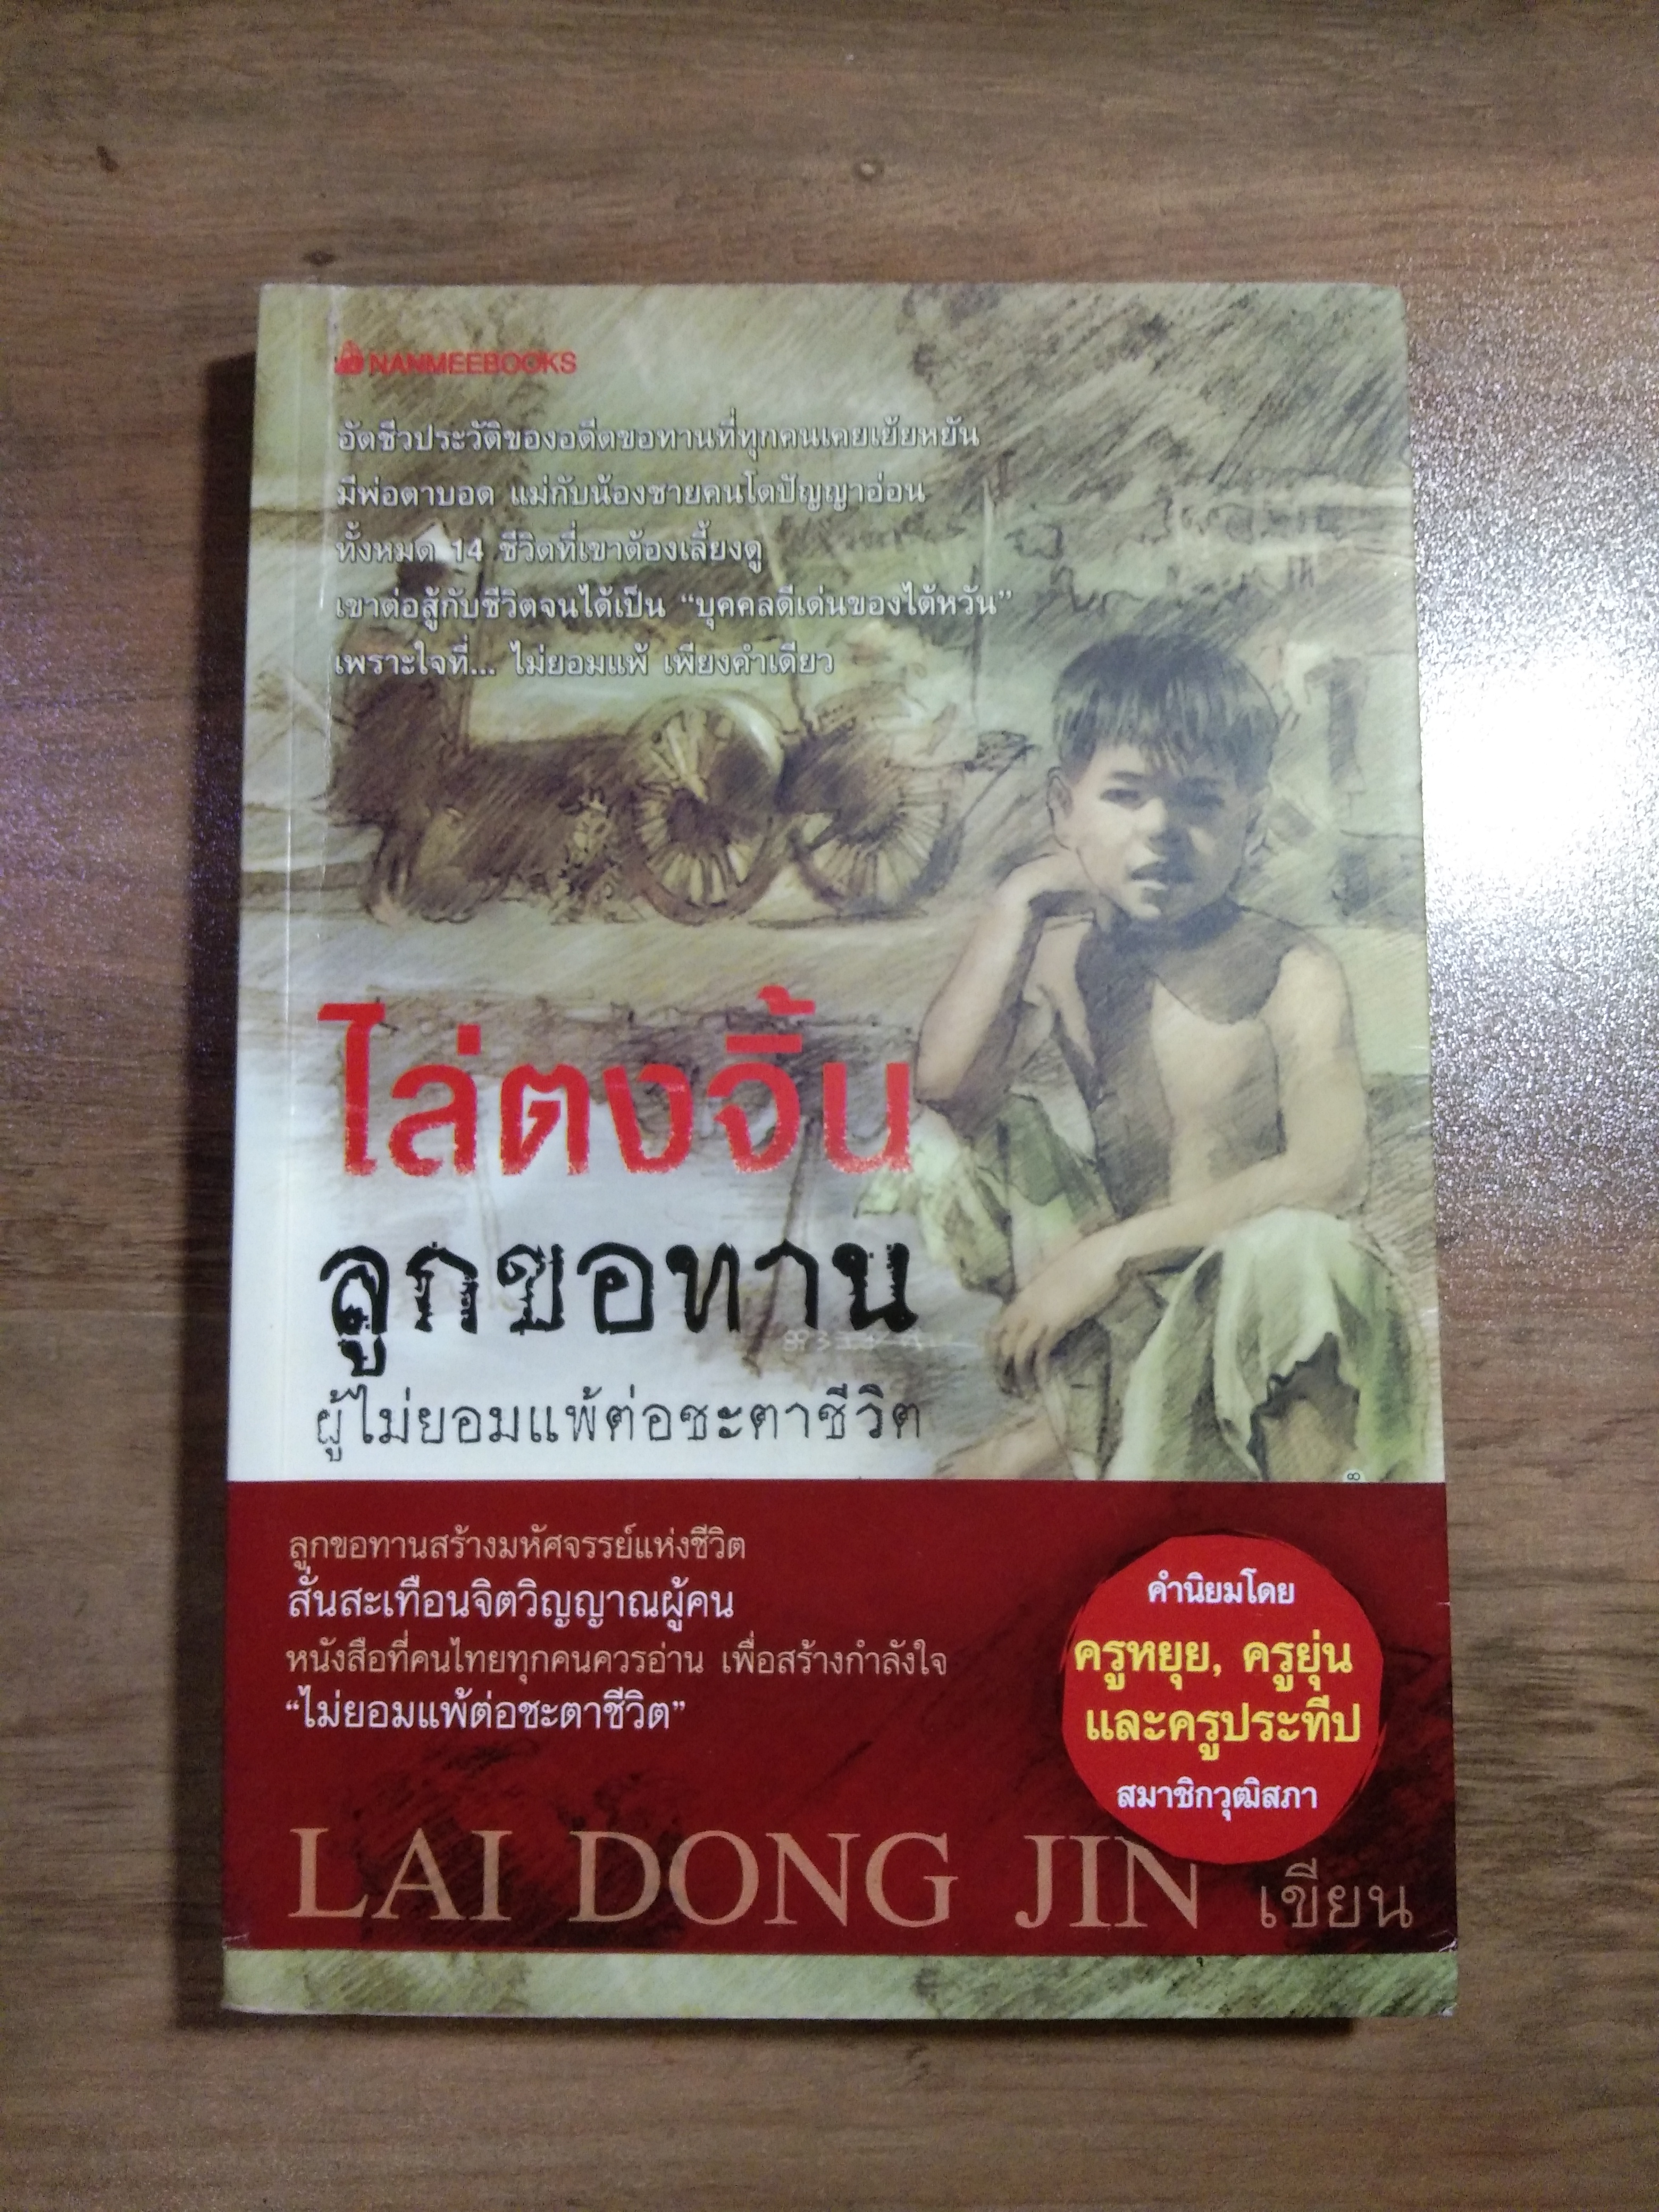 NANMEEBOOKS
อัตชีวประวัติของอดีตขอทานที่ทุกคนเคยเย้ยหยัน
มีพ่อตาบอด แม่กับน้องชายคนโตปัญญาอ่อน
ทั้งหมด 14 ชีวิตที่เขาต้องเลี้ยงดู
เขาต่อสู้กับชีวิตจนได้เป็น “บุคคลดีเด่นของไต้หวัน”
เพราะใจที่... ไม่ยอมแพ้ เพียงคำเดียว
ไล่ตงจิ้น
ลูกขอทาน
ผู้ไม่ยอมแพ้ต่อชะตาชีวิต
ลูกขอทานสร้างมหัศจรรย์แห่งชีวิต
สั่นสะเทือนจิตวิญญาณผู้คน
หนังสือที่คนไทยทุกคนควรอ่าน เพื่อสร้างกำลังใจ
“ไม่ยอมแพ้ต่อชะตาชีวิต”
คำนิยมโดย
ครูหยุย, ครูยุ่น
และครูประทีป
สมาชิกวุฒิสภา
LAI DONG JIN เขียน